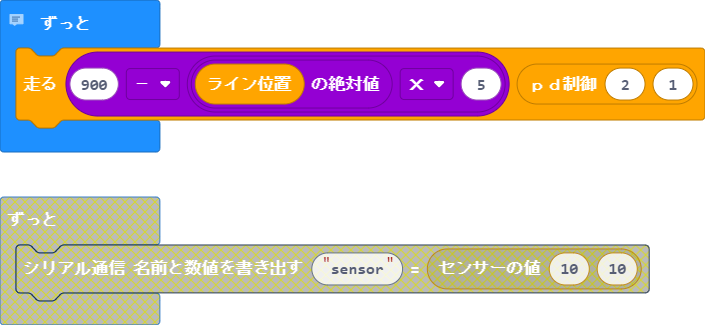 ずっと
走る 900 - ライン位置 の絶対値 × 5 pd制御 2 1
ずっと
シリアル通信 名前と数値を書き出す "sensor" = センサーの値 10 10